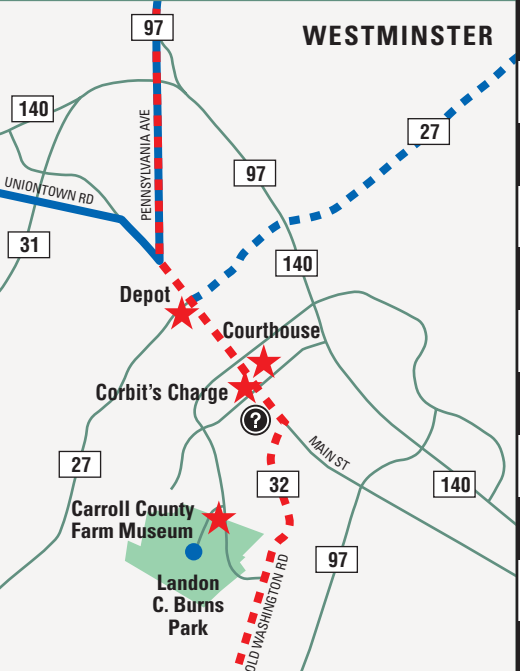 97
WESTMINSTER
140
PENNSYLVANIA AVE
27
97
UNIONTOWN RD
31
140
Depot
Courthouse
Corbit's Charge
?
MAIN ST
27
32
140
Carroll County
Farm Museum
97
Landon
C. Burns
Park
OLD WASHINGTON RD